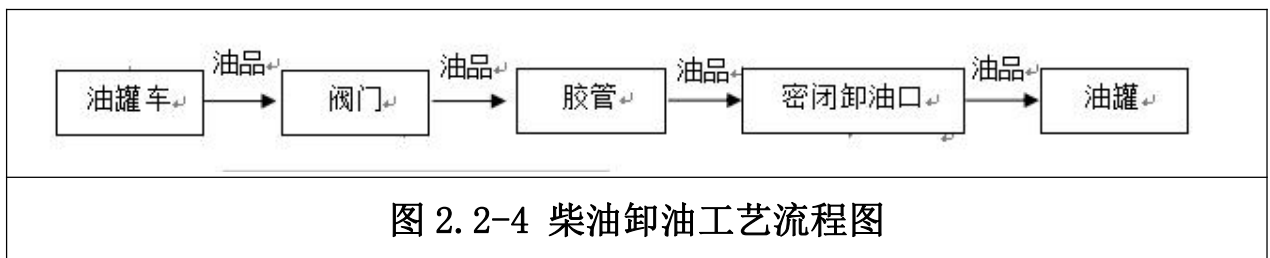 油品 油品 油品 油品
油罐车 阀门 胶管 密闭卸油口 油罐
图 2.2-4 柴油卸油工艺流程图